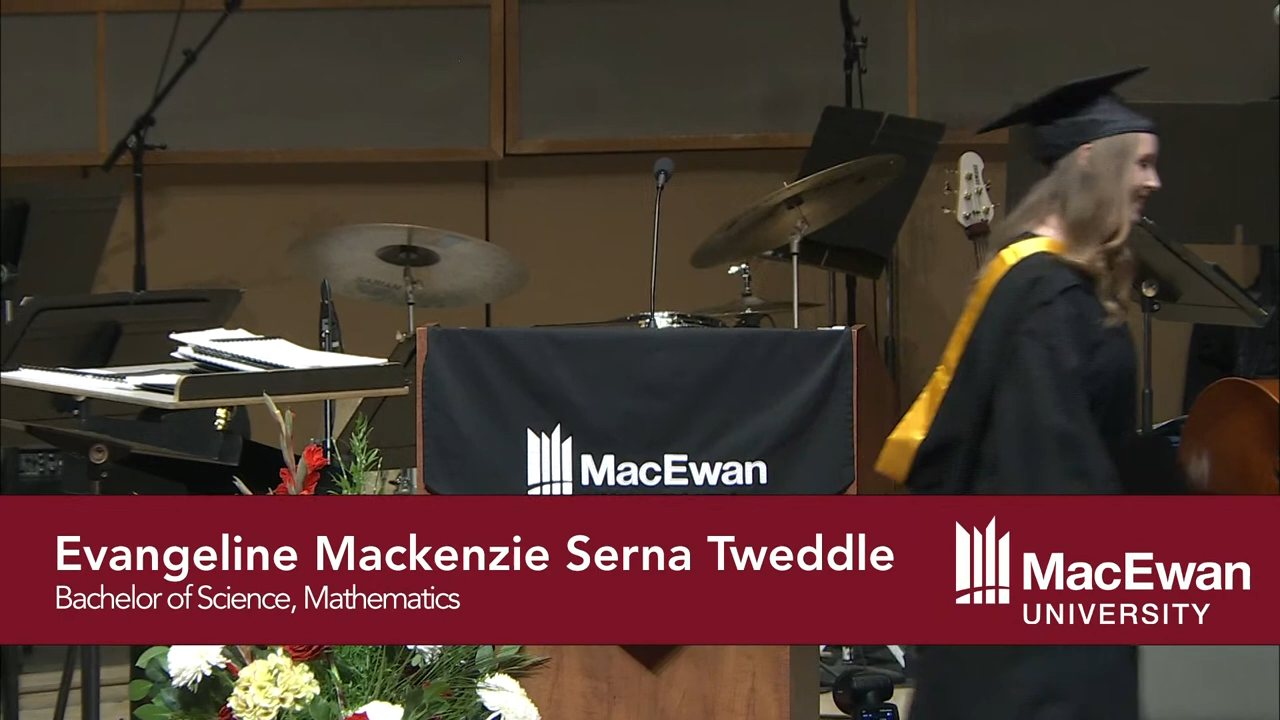 MacEwan
Evangeline Mackenzie Serna Tweddle
Bachelor of Science, Mathematics
MacEwan
UNIVERSITY